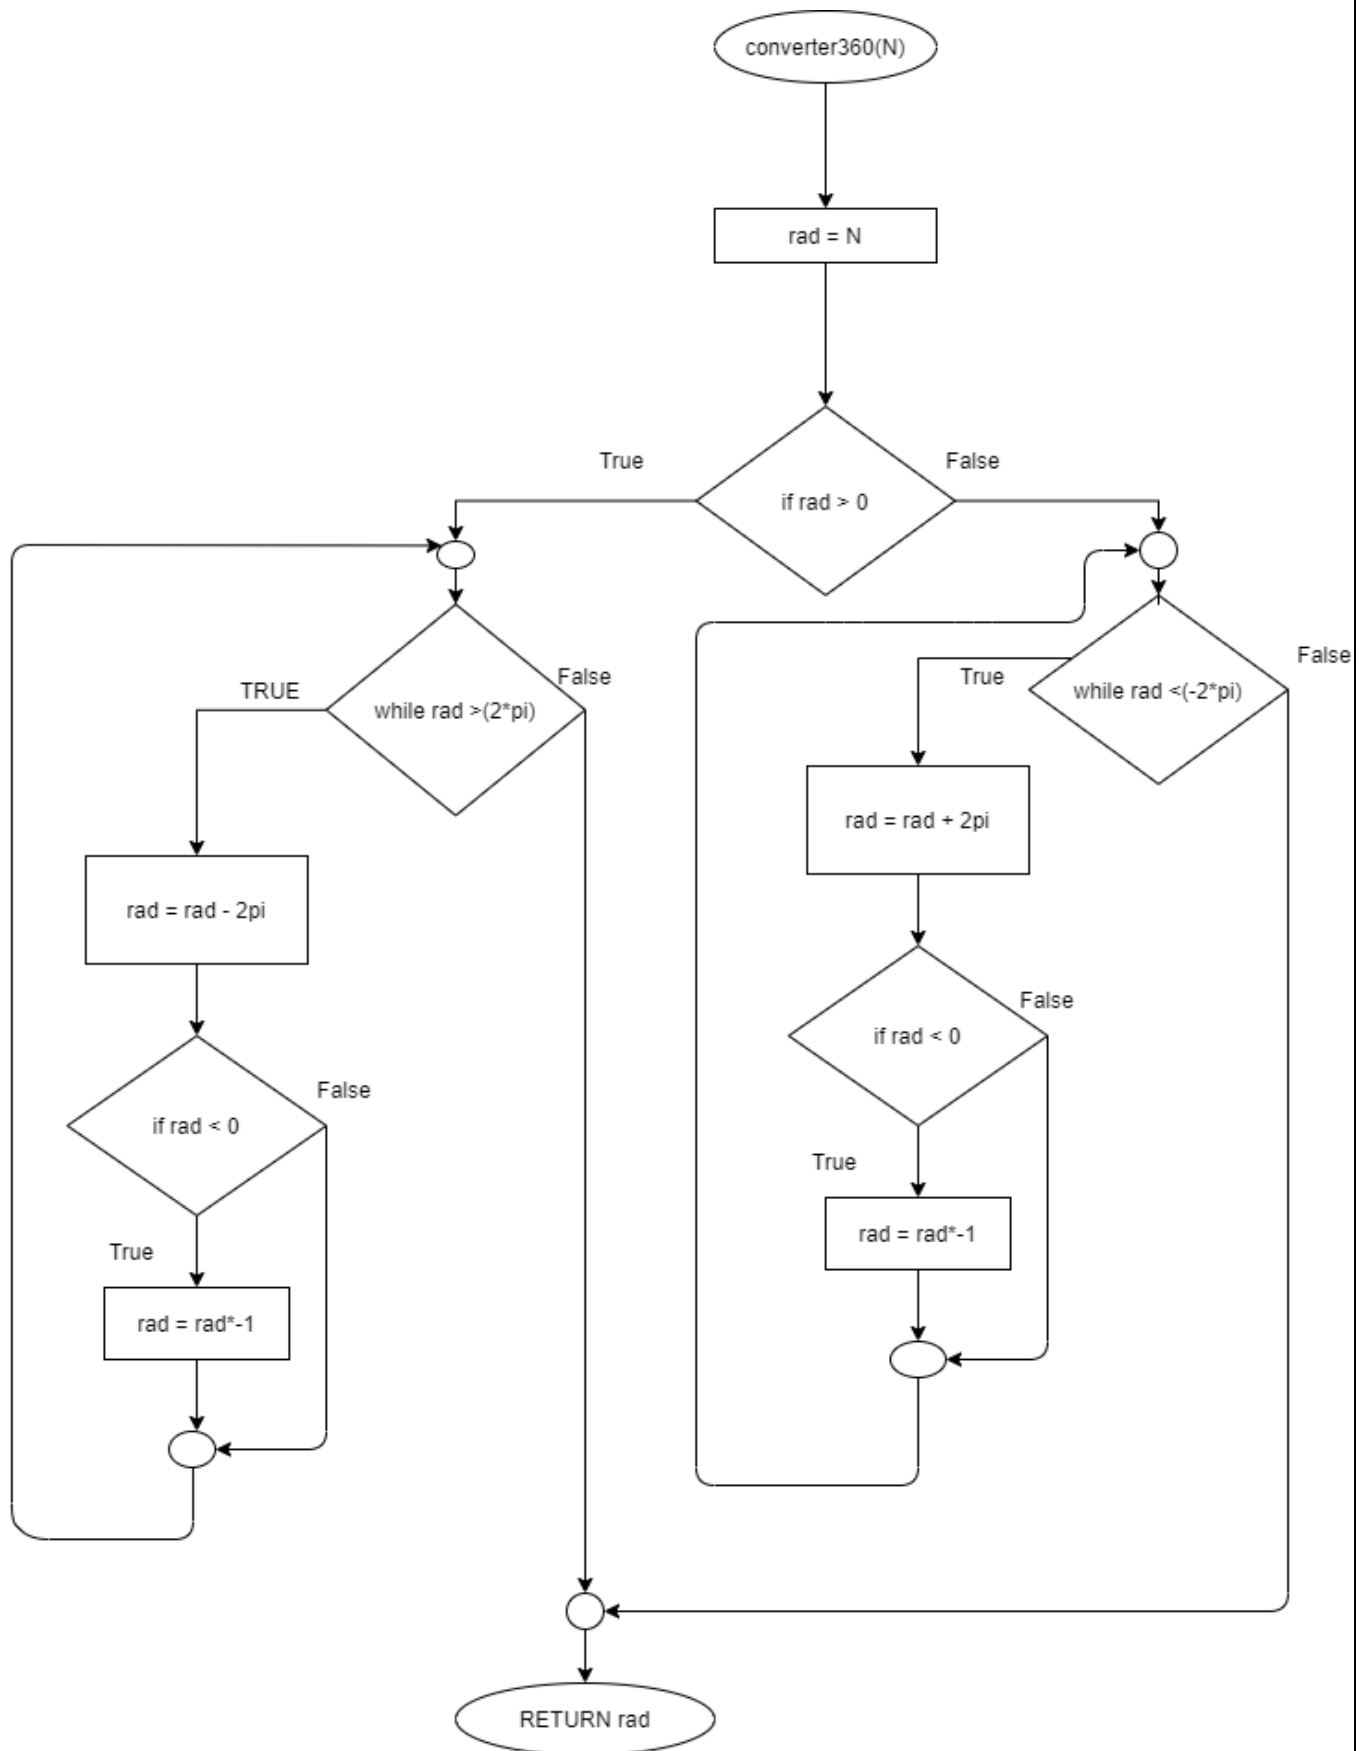 converter360(N)
rad = N
True
False
if rad > 0
False
True
False
TRUE
while rad <(-2*pi)
while rad >(2*pi)
rad = rad + 2pi
rad = rad - 2pi
False
if rad < 0
False
if rad < 0
True
rad = rad*-1
True
rad = rad*-1
RETURN rad